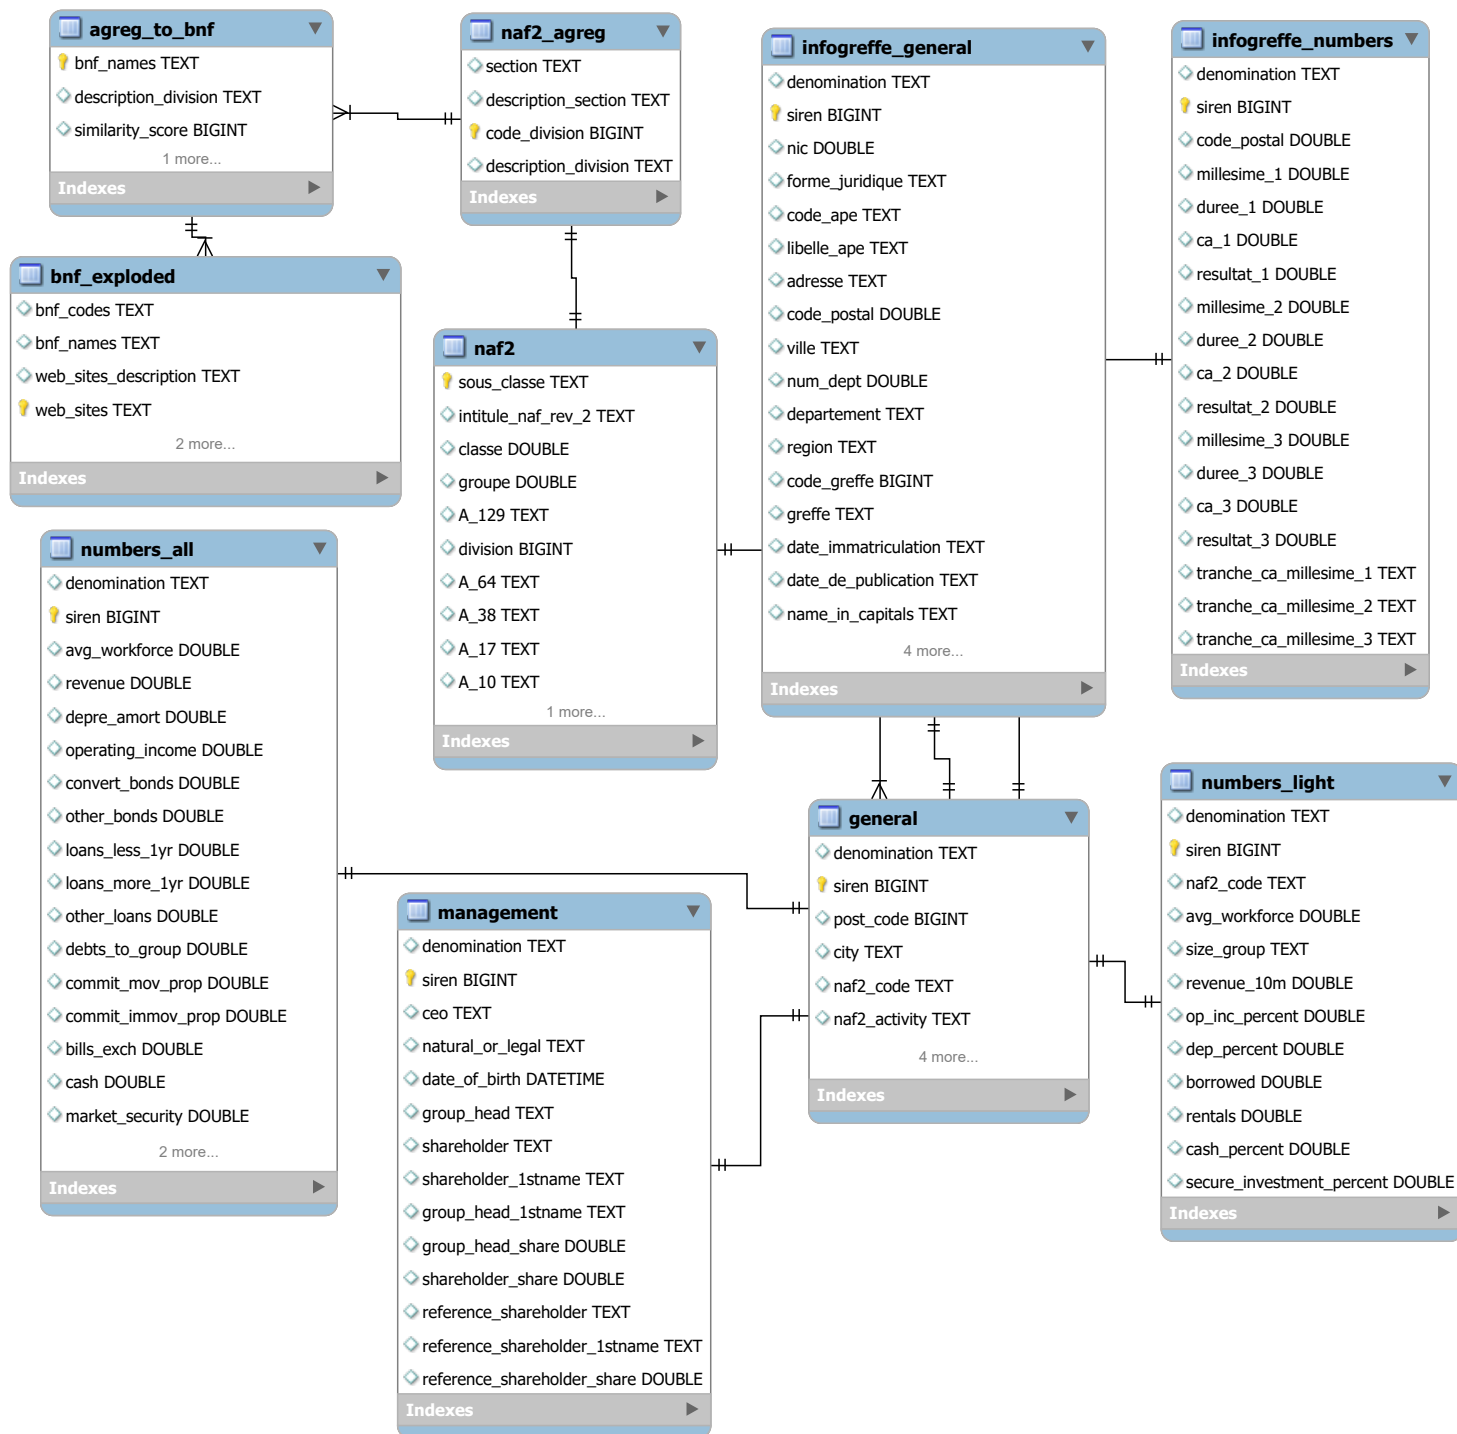 agreg_to_bnf
bnf_names TEXT
description_division TEXT
similarity_score BIGINT
1 more...
Indexes
naf2_agreg
section TEXT
description_section TEXT
code_division BIGINT
description_division TEXT
Indexes
infogreffe_general
denomination TEXT
siren BIGINT
nic DOUBLE
forme_juridique TEXT
code_ape TEXT
libelle_ape TEXT
adresse TEXT
code_postal DOUBLE
ville TEXT
num_dept DOUBLE
departement TEXT
region TEXT
code_greffe BIGINT
greffe TEXT
date_immatriculation TEXT
date_de_publication TEXT
name_in_capitals TEXT
4 more...
Indexes
infogreffe_numbers
denomination TEXT
siren BIGINT
code_postal DOUBLE
millesime_1 DOUBLE
duree_1 DOUBLE
ca_1 DOUBLE
resultat_1 DOUBLE
millesime_2 DOUBLE
duree_2 DOUBLE
ca_2 DOUBLE
resultat_2 DOUBLE
millesime_3 DOUBLE
duree_3 DOUBLE
ca_3 DOUBLE
resultat_3 DOUBLE
tranche_ca_millesime_1 TEXT
tranche_ca_millesime_2 TEXT
tranche_ca_millesime_3 TEXT
Indexes
bnf_exploded
bnf_codes TEXT
bnf_names TEXT
web_sites_description TEXT
web_sites TEXT
2 more...
Indexes
naf2
sous_classe TEXT
intitule_naf_rev_2 TEXT
classe DOUBLE
groupe DOUBLE
A_129 TEXT
division BIGINT
A_64 TEXT
A_38 TEXT
A_17 TEXT
A_10 TEXT
1 more...
Indexes
numbers_all
denomination TEXT
siren BIGINT
avg_workforce DOUBLE
revenue DOUBLE
depre_amort DOUBLE
operating_income DOUBLE
convert_bonds DOUBLE
other_bonds DOUBLE
loans_less_1yr DOUBLE
loans_more_1yr DOUBLE
other_loans DOUBLE
debts_to_group DOUBLE
commit_mov_prop DOUBLE
commit_immov_prop DOUBLE
bills_exch DOUBLE
cash DOUBLE
market_security DOUBLE
2 more...
Indexes
management
denomination TEXT
siren BIGINT
ceo TEXT
natural_or_legal TEXT
date_of_birth DATETIME
group_head TEXT
shareholder TEXT
shareholder_1stname TEXT
group_head_1stname TEXT
group_head_share DOUBLE
shareholder_share DOUBLE
reference_shareholder TEXT
reference_shareholder_1stname TEXT
reference_shareholder_share DOUBLE
Indexes
general
denomination TEXT
siren BIGINT
post_code BIGINT
city TEXT
naf2_code TEXT
naf2_activity TEXT
4 more...
Indexes
numbers_light
denomination TEXT
siren BIGINT
naf2_code TEXT
avg_workforce DOUBLE
size_group TEXT
revenue_10m DOUBLE
op_inc_percent DOUBLE
dep_percent DOUBLE
borrowed DOUBLE
rentals DOUBLE
cash_percent DOUBLE
secure_investment_percent DOUBLE
Indexes